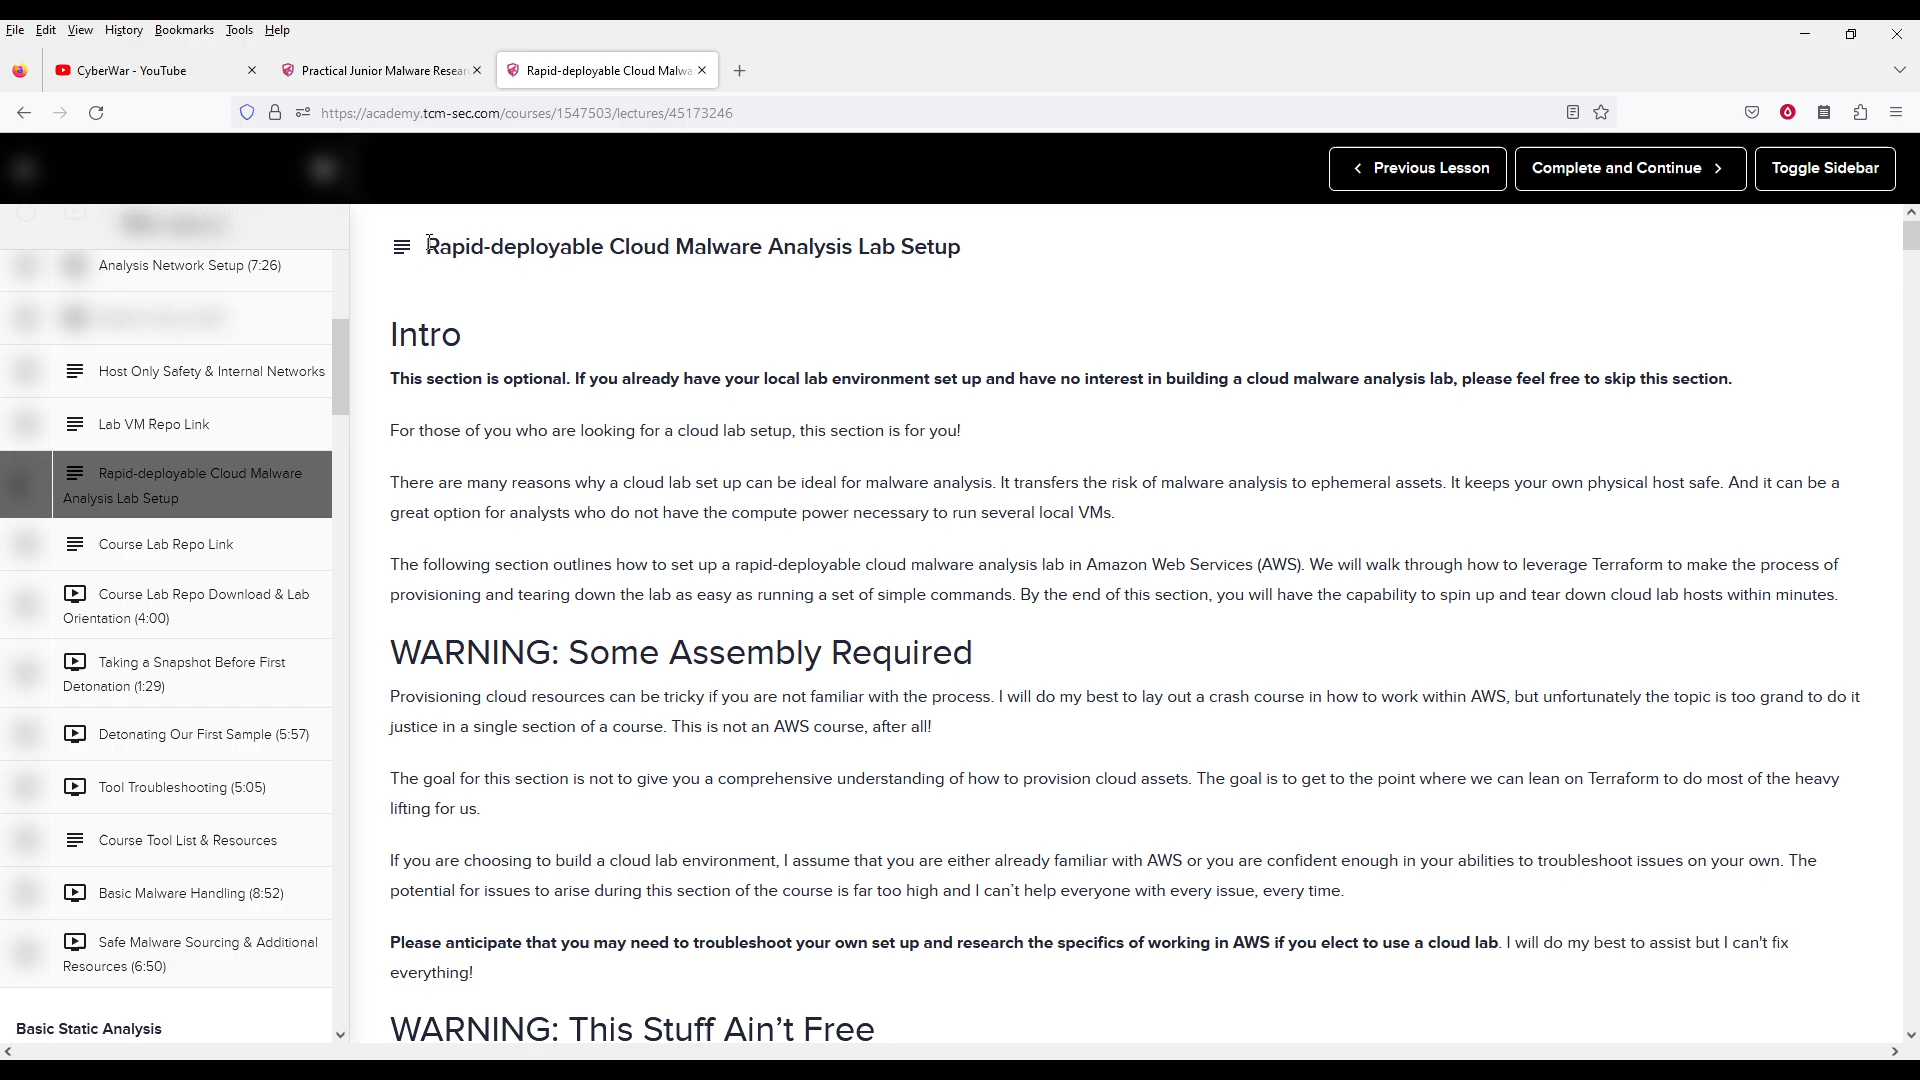 File Edit View History Bookmarks Tools Help
CyberWar - YouTube
Practical Junior Malware Resear
Rapid-deployable Cloud Malwa
https://academy.tcm-sec.com/courses/1547503/lectures/45173246
Previous Lesson
Complete and Continue
Toggle Sidebar
Analysis Network Setup (7:26)
Host Only Safety & Internal Networks
Lab VM Repo Link
Rapid-deployable Cloud Malware
Analysis Lab Setup
Course Lab Repo Link
Course Lab Repo Download & Lab
Orientation (4:00)
Taking a Snapshot Before First
Detonation (1:29)
Detonating Our First Sample (5:57)
Tool Troubleshooting (5:05)
Course Tool List & Resources
Basic Malware Handling (8:52)
Safe Malware Sourcing & Additional
Resources (6:50)
Basic Static Analysis
Rapid-deployable Cloud Malware Analysis Lab Setup
Intro
This section is optional. If you already have your local lab environment set up and have no interest in building a cloud malware analysis lab, please feel free to skip this section.
For those of you who are looking for a cloud lab setup, this section is for you!
There are many reasons why a cloud lab set up can be ideal for malware analysis. It transfers the risk of malware analysis to ephemeral assets. It keeps your own physical host safe. And it can be a
great option for analysts who do not have the compute power necessary to run several local VMs.
The following section outlines how to set up a rapid-deployable cloud malware analysis lab in Amazon Web Services (AWS). We will walk through how to leverage Terraform to make the process of
provisioning and tearing down the lab as easy as running a set of simple commands. By the end of this section, you will have the capability to spin up and tear down cloud lab hosts within minutes.
WARNING: Some Assembly Required
Provisioning cloud resources can be tricky if you are not familiar with the process. I will do my best to lay out a crash course in how to work within AWS, but unfortunately the topic is too grand to do it
justice in a single section of a course. This is not an AWS course, after all!
The goal for this section is not to give you a comprehensive understanding of how to provision cloud assets. The goal is to get to the point where we can lean on Terraform to do most of the heavy
lifting for us.
If you are choosing to build a cloud lab environment, I assume that you are either already familiar with AWS or you are confident enough in your abilities to troubleshoot issues on your own. The
potential for issues to arise during this section of the course is far too high and I can’t help everyone with every issue, every time.
Please anticipate that you may need to troubleshoot your own set up and research the specifics of working in AWS if you elect to use a cloud lab. I will do my best to assist but I can't fix
everything!
WARNING: This Stuff Ain’t Free